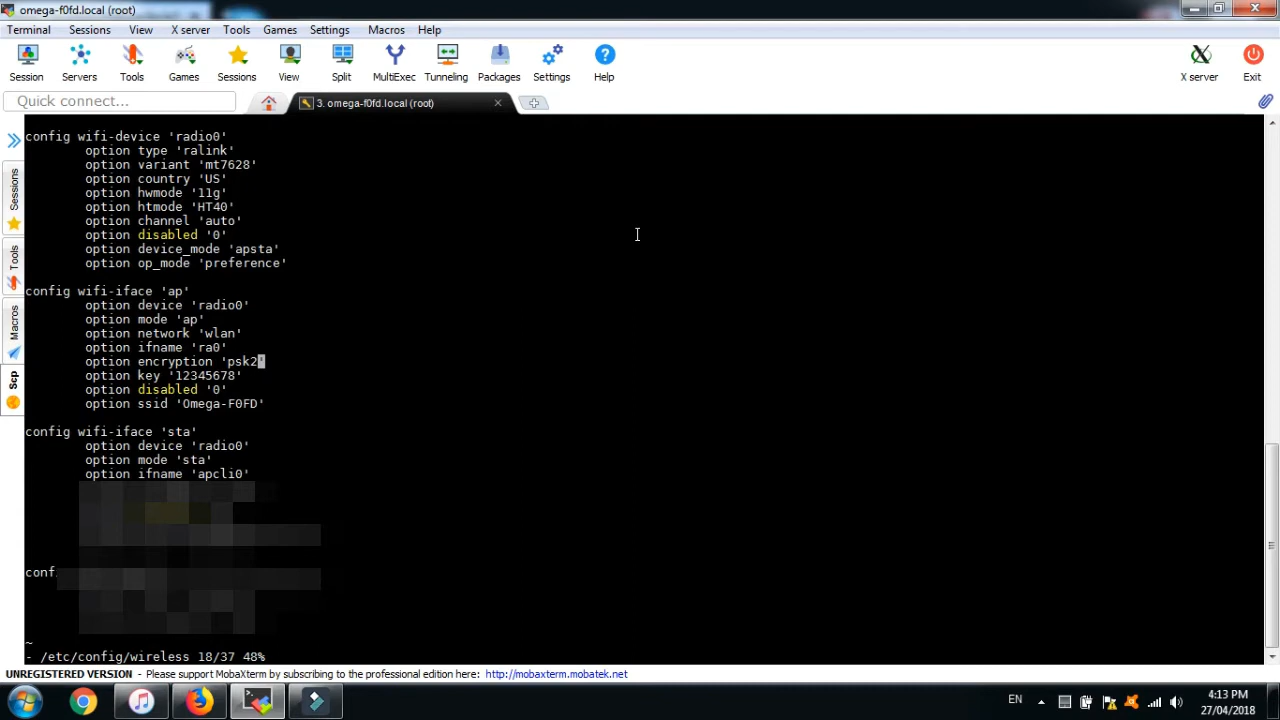 omega-f0fd.local (root)
Terminal Sessions View X server Tools Games Settings Macros Help
Session Servers Tools Games Sessions View Split MultiExec Tunneling Packages Settings Help X server Exit
Quick connect...
3. omega-f0fd.local (root)
Sessions
Tools
Macros
Scp
config wifi-device 'radio0'
option type 'ralink'
option variant 'mt7628'
option country 'US'
option hwmode '11g'
option htmode 'HT40'
option channel 'auto'
option disabled '0'
option device_mode 'apsta'
option op_mode 'preference'
config wifi-iface 'ap'
option device 'radio0'
option mode 'ap'
option network 'wlan'
option ifname 'ra0'
option encryption 'psk2'
option key '12345678'
option disabled '0'
option ssid 'Omega-F0FD'
config wifi-iface 'sta'
option device 'radio0'
option mode 'sta'
option ifname 'apcli0'
conf
~
- /etc/config/wireless 18/37 48%
UNREGISTERED VERSION - Please support MobaXterm by subscribing to the professional edition here: http://mobaxterm.mobatek.net
EN
4:13 PM
27/04/2018